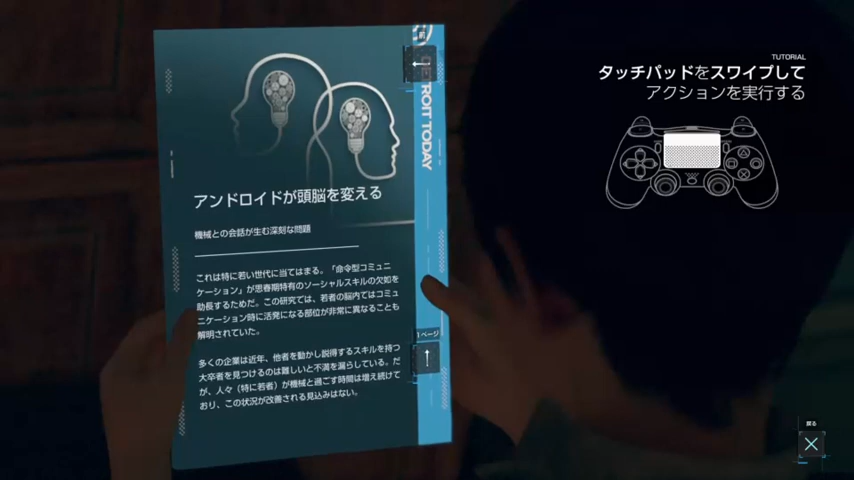 前
DETROIT TODAY
アンドロイドが頭脳を変える
機械との会話が生む深刻な問題
これは特に若い世代に当てはまる。「命令型コミュニ
ケーション」が思春期特有のソーシャルスキルの欠如を
助長するためだ。この研究では、若者の脳内ではコミュ
ニケーション時に活発になる部位が非常に異なることも
解明されていた。
多くの企業は近年、他者を動かし説得するスキルを持つ
大卒者を見つけるのは難しいと不満を漏らしている。だ
が、人々（特に若者）が機械と過ごす時間は増え続けて
おり、この状況が改善される見込みはない。
1ページ
TUTORIAL
タッチパッドをスワイプして
アクションを実行する
戻る